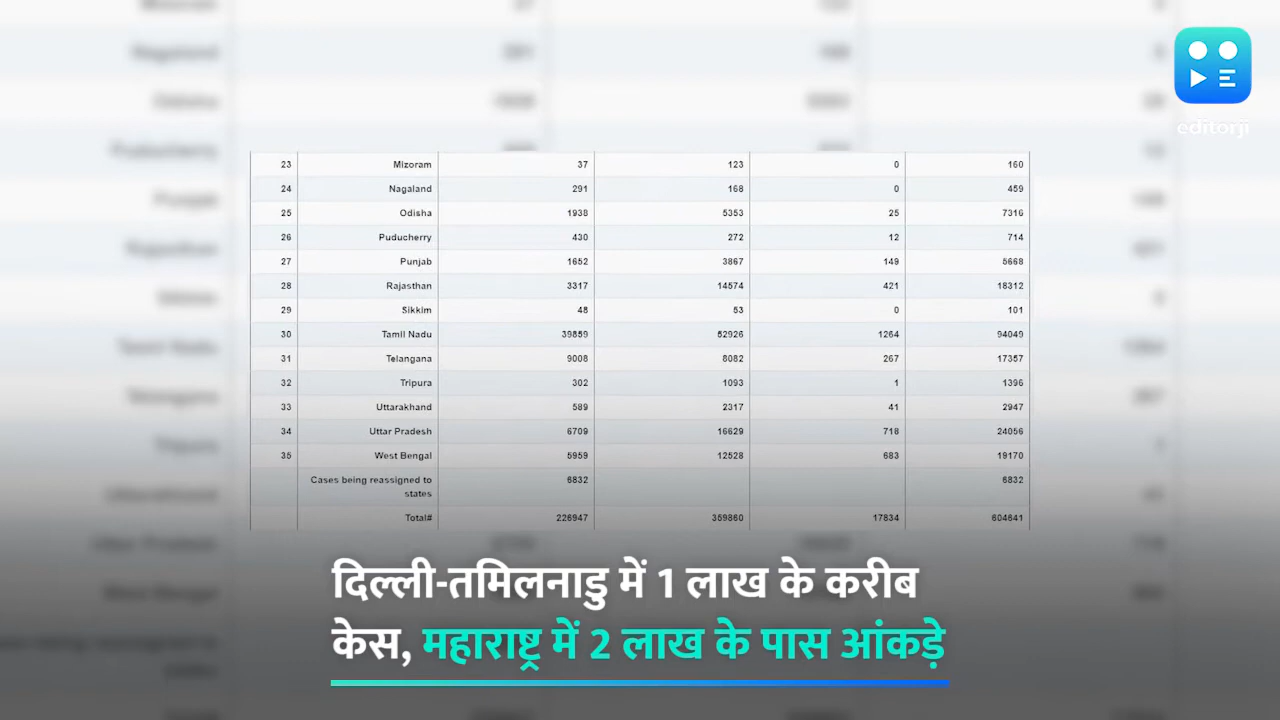 editorji
23 Mizoram 37 123 0 160
24 Nagaland 291 168 0 459
25 Odisha 1938 5353 25 7316
26 Puducherry 430 272 12 714
27 Punjab 1652 3867 149 5668
28 Rajasthan 3317 14574 421 18312
29 Sikkim 48 53 0 101
30 Tamil Nadu 39859 52926 1264 94049
31 Telangana 9008 8082 267 17357
32 Tripura 302 1093 1 1396
33 Uttarakhand 589 2317 41 2947
34 Uttar Pradesh 6709 16629 718 24056
35 West Bengal 5959 12528 683 19170
Cases being reassigned to 6832 6832
states
Total# 226947 359860 17834 604641
दिल्ली-तमिलनाडु में 1 लाख के करीब
केस, महाराष्ट्र में 2 लाख के पास आंकड़े